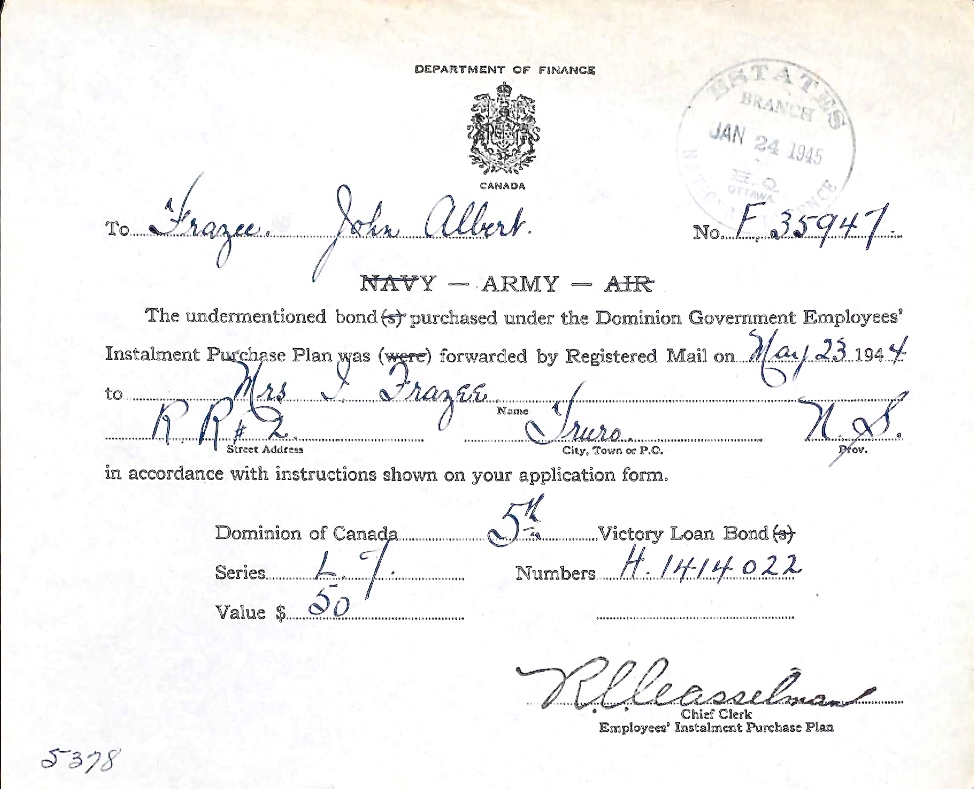 DEPARTMENT OF FINANCE
ESTATES
BRANCH
JAN 24 1945
H.Q.
OTTAWA
CANADA
To Frazee. John Albert. No. F 35947.
NAVY — ARMY — AIR
The undermentioned bond(s) purchased under the Dominion Government Employees'
Instalment Purchase Plan was (were) forwarded by Registered Mail on May 23 1944
to Mrs I Frazee
Name
R R # 2. Truro. N. S.
Street Address City, Town or P.O. Prov.
in accordance with instructions shown on your application form.
Dominion of Canada 5th Victory Loan Bond(s)
Series L 7. Numbers H. 1414022
Value $ 50
Chief Clerk
Employees' Instalment Purchase Plan
5378